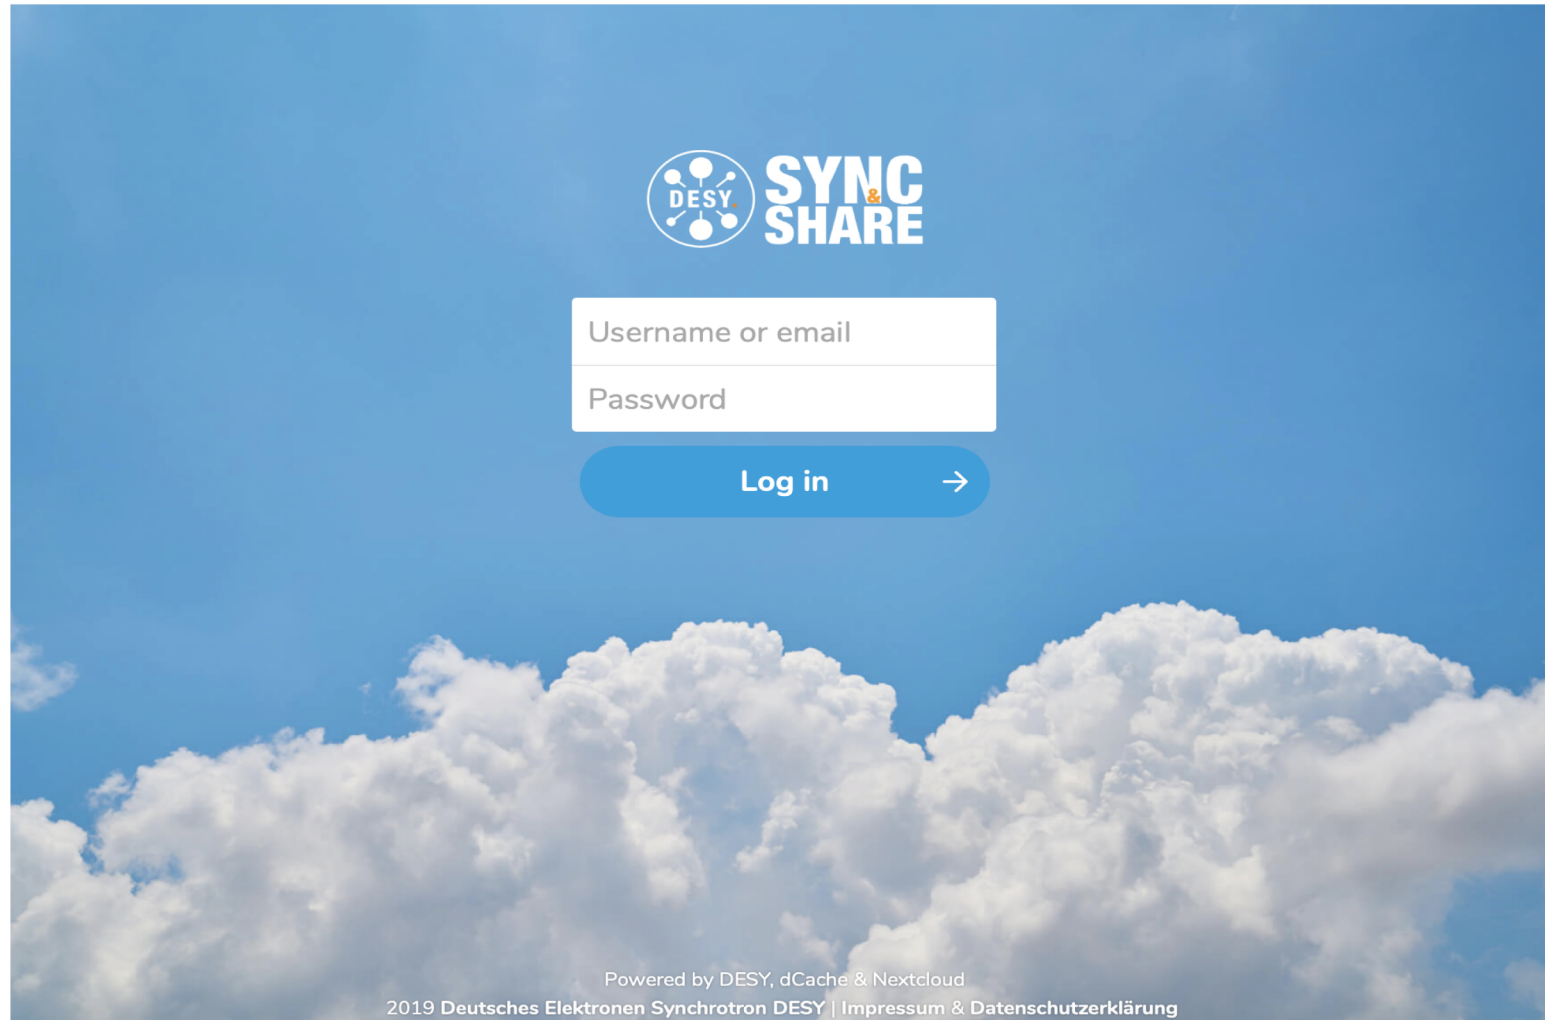 DESY.
SYNC
&
SHARE
Username or email
Password
Log in
Powered by DESY, dCache & Nextcloud
2019 Deutsches Elektronen Synchrotron DESY | Impressum & Datenschutzerklärung